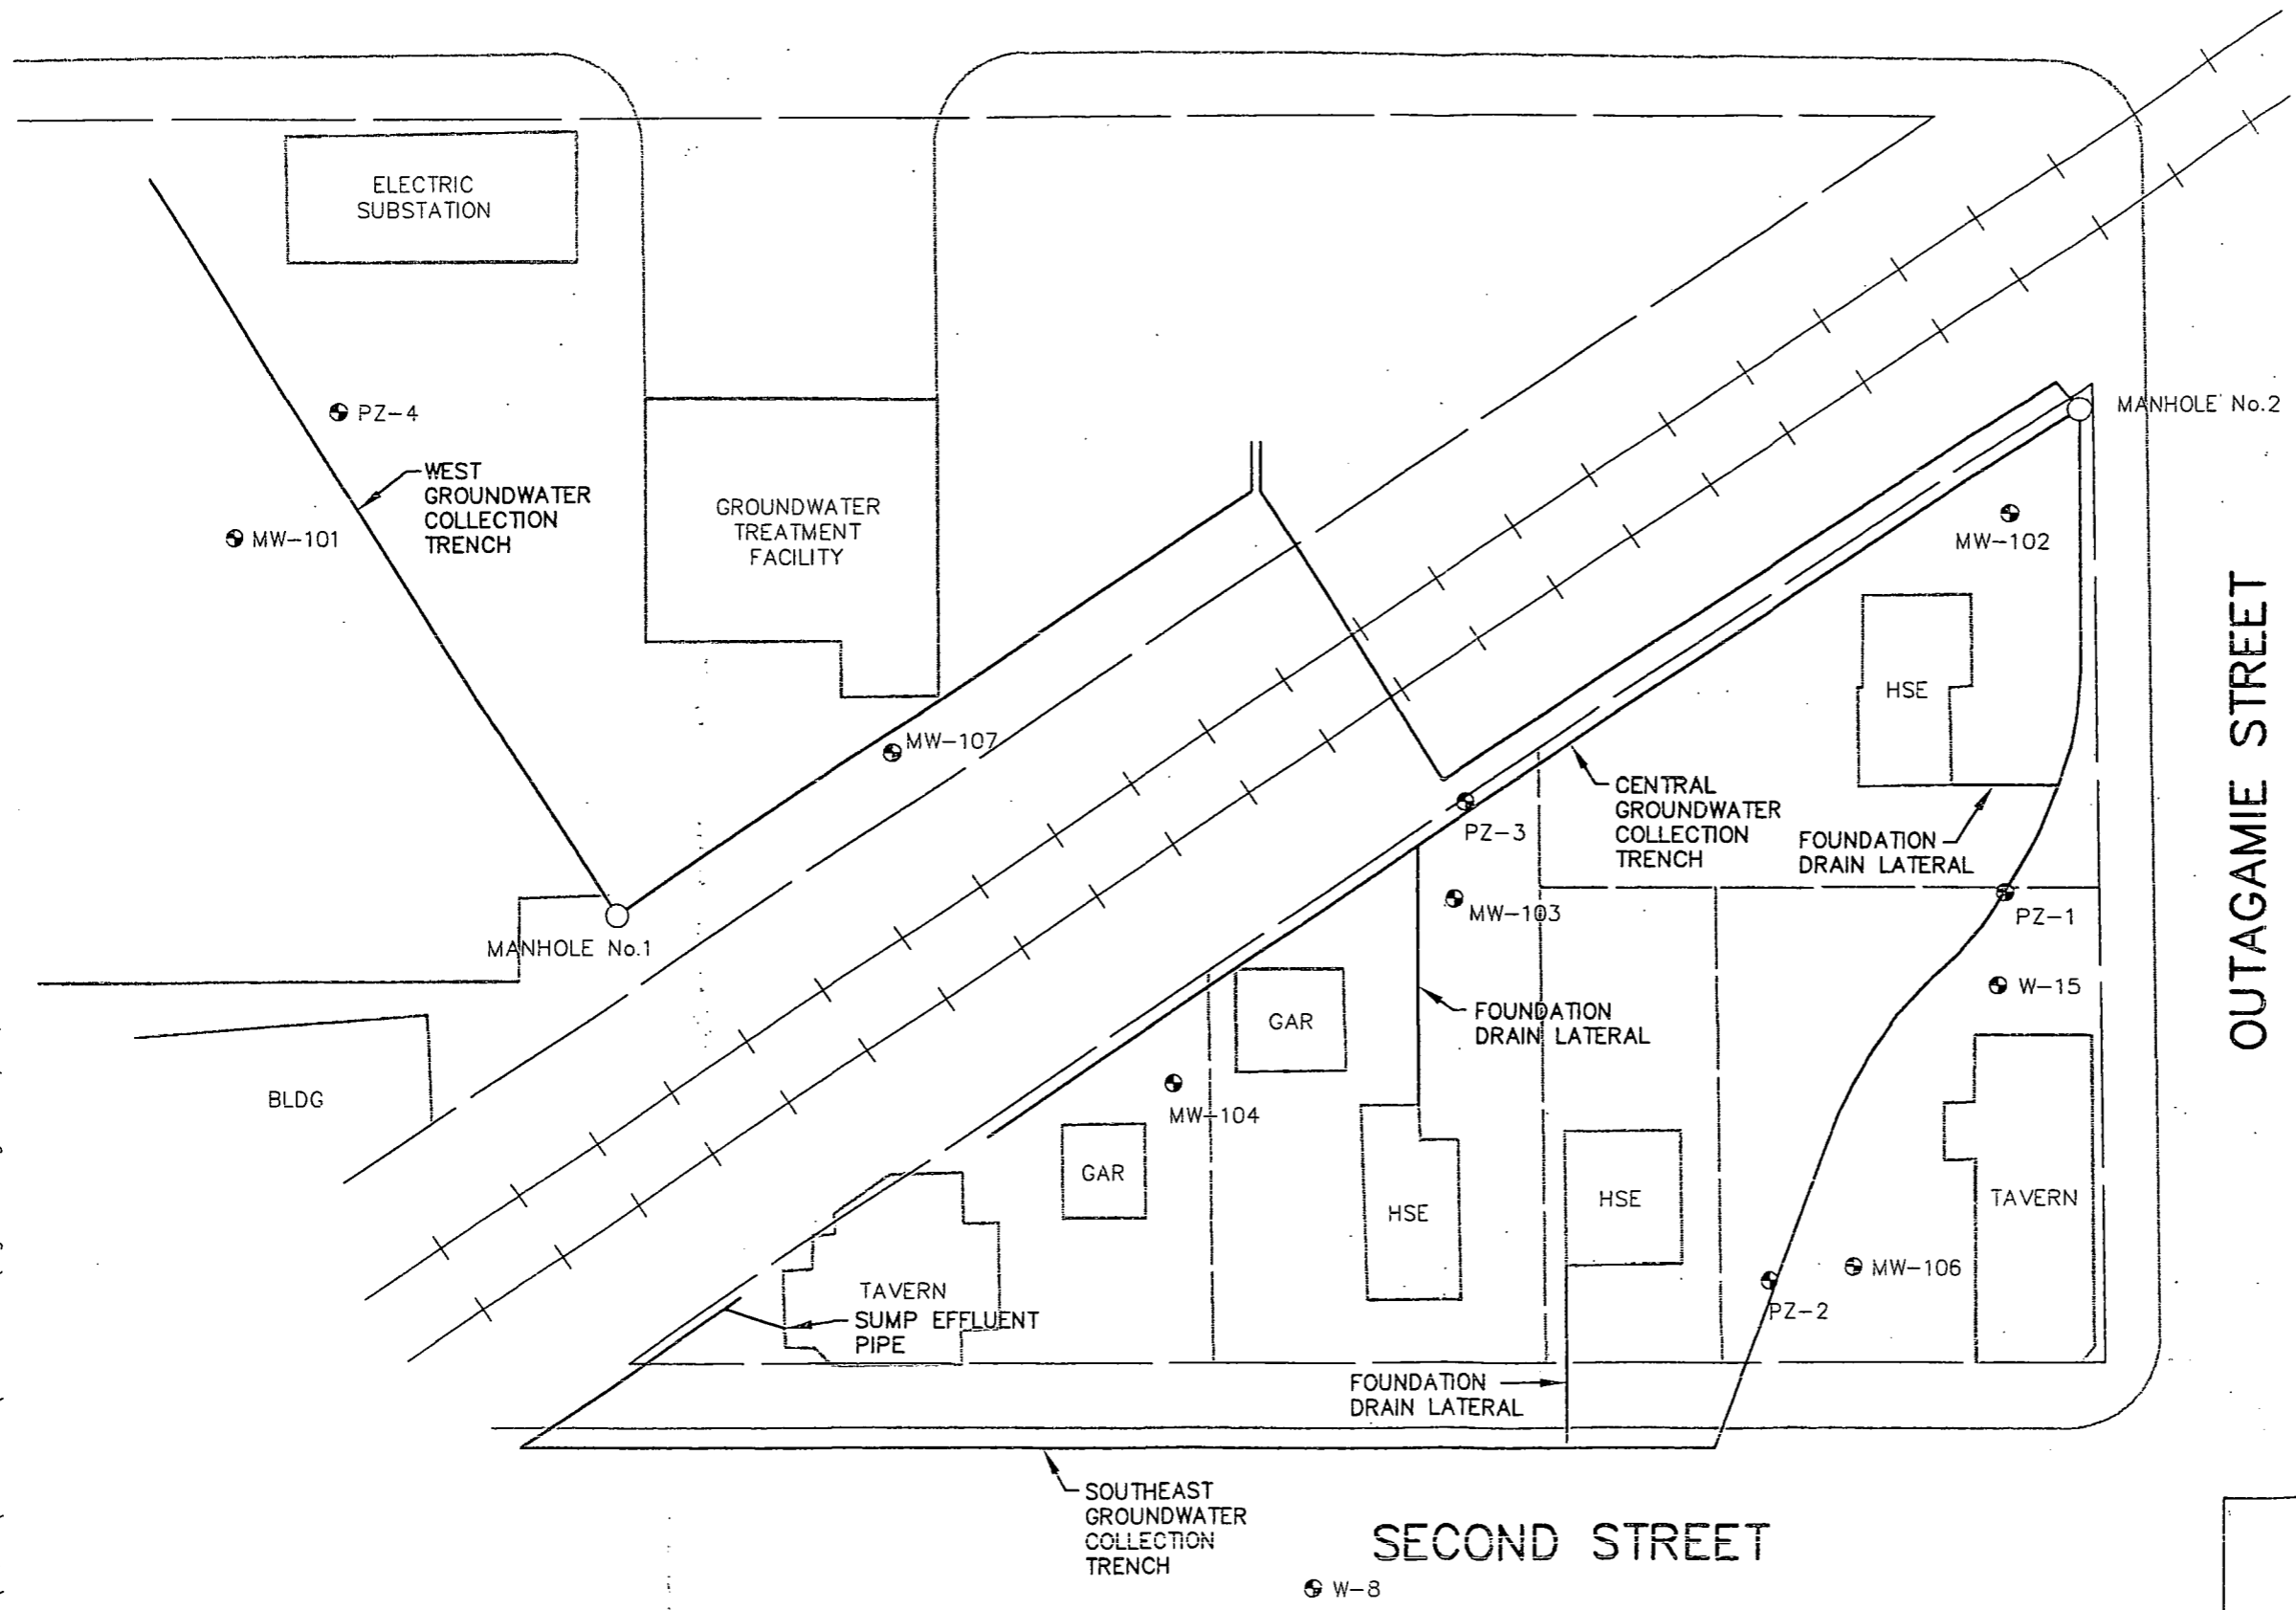 ELECTRIC
SUBSTATION
PZ-4
WEST
GROUNDWATER
COLLECTION
TRENCH
MW-101
GROUNDWATER
TREATMENT
FACILITY
MANHOLE No.2
MW-102
HSE
MW-107
CENTRAL
GROUNDWATER
COLLECTION
TRENCH
PZ-3
FOUNDATION
DRAIN LATERAL
MANHOLE No.1
MW-103
PZ-1
OUTAGAMIE STREET
W-15
GAR
FOUNDATION
DRAIN LATERAL
BLDG
MW-104
GAR
HSE
HSE
TAVERN
MW-106
PZ-2
TAVERN
SUMP EFFLUENT
PIPE
FOUNDATION
DRAIN LATERAL
SOUTHEAST
GROUNDWATER
COLLECTION
TRENCH
SECOND STREET
W-8